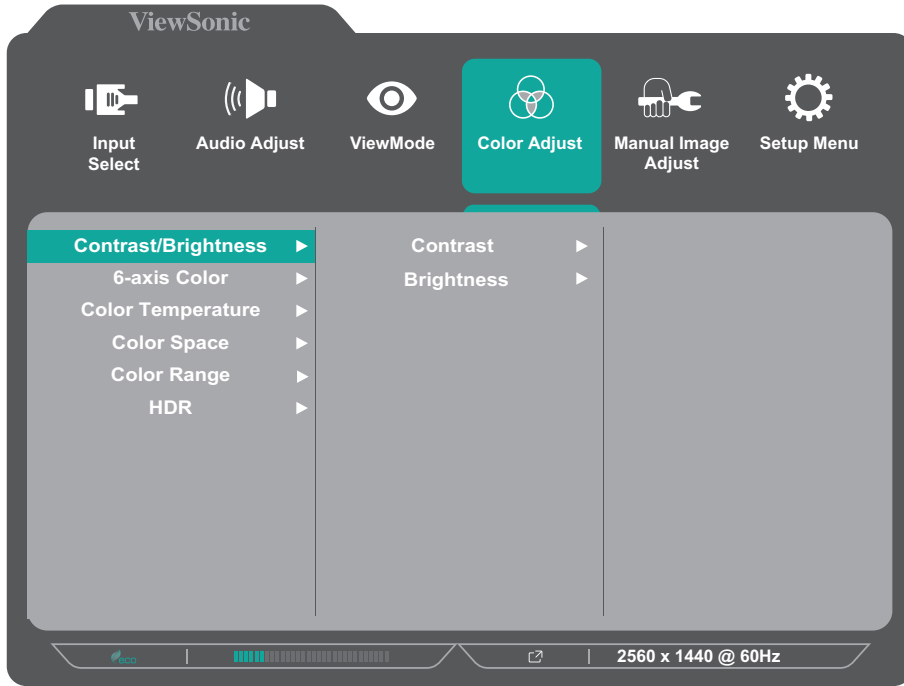 ViewSonic
Input Select
Audio Adjust
ViewMode
Color Adjust
Manual Image Adjust
Setup Menu
Contrast/Brightness
6-axis Color
Color Temperature
Color Space
Color Range
HDR
Contrast
Brightness
eco
2560 x 1440 @ 60Hz